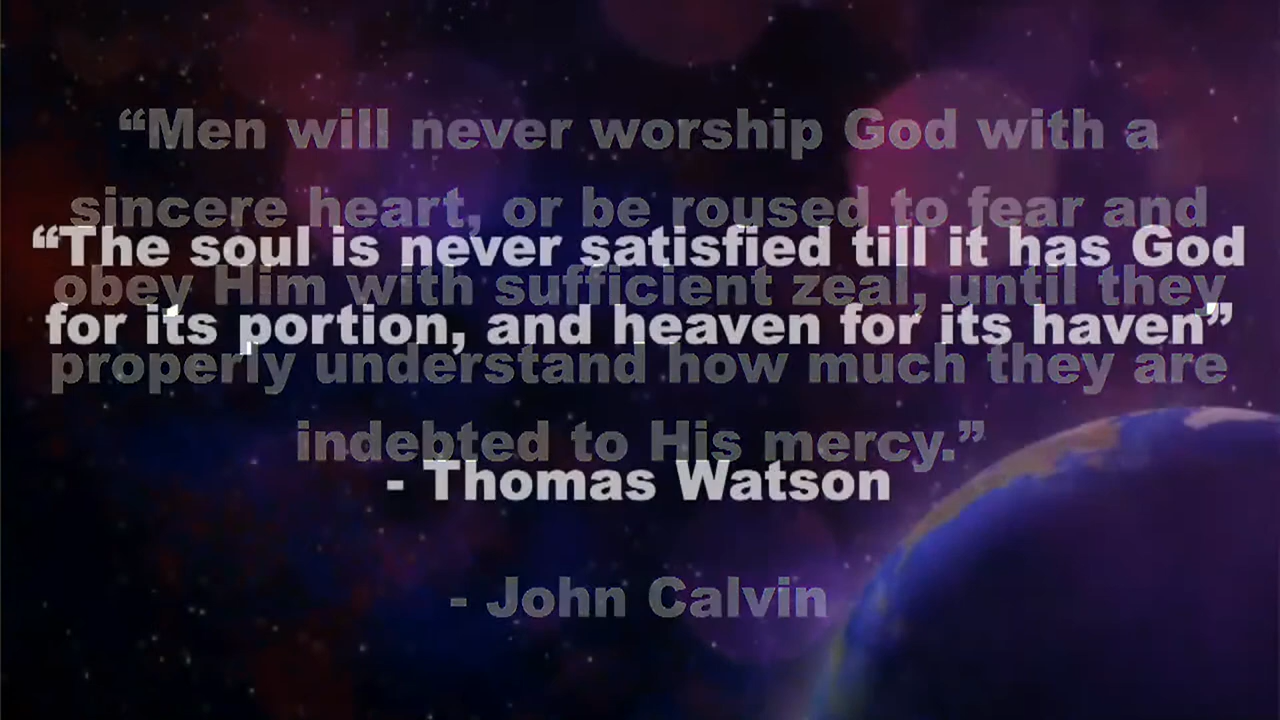 “Men will never worship God with a
sincere heart, or be roused to fear and
obey Him with sufficient zeal, until they
properly understand how much they are
indebted to His mercy.”
- John Calvin
“The soul is never satisfied till it has God
for its portion, and heaven for its haven”
- Thomas Watson